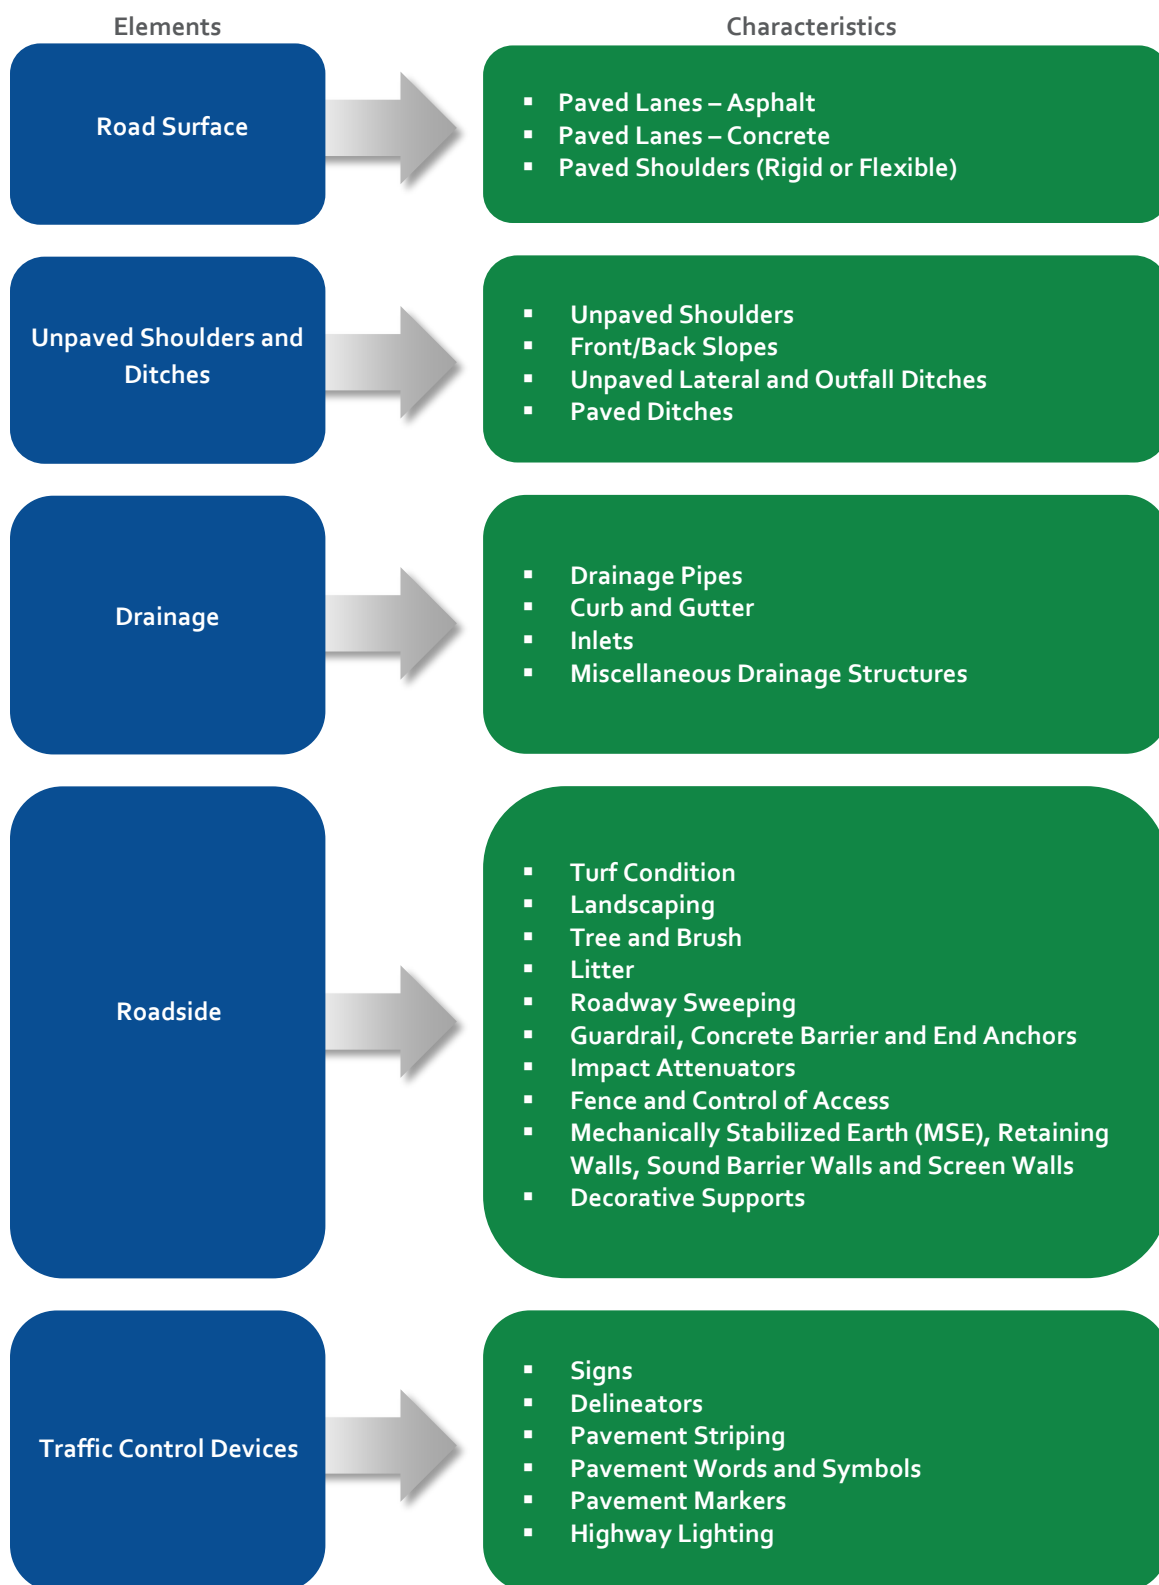 Elements
Characteristics
Road Surface
▪ Paved Lanes – Asphalt
▪ Paved Lanes – Concrete
▪ Paved Shoulders (Rigid or Flexible)
Unpaved Shoulders and
Ditches
▪ Unpaved Shoulders
▪ Front/Back Slopes
▪ Unpaved Lateral and Outfall Ditches
▪ Paved Ditches
Drainage
▪ Drainage Pipes
▪ Curb and Gutter
▪ Inlets
▪ Miscellaneous Drainage Structures
Roadside
▪ Turf Condition
▪ Landscaping
▪ Tree and Brush
▪ Litter
▪ Roadway Sweeping
▪ Guardrail, Concrete Barrier and End Anchors
▪ Impact Attenuators
▪ Fence and Control of Access
▪ Mechanically Stabilized Earth (MSE), Retaining
Walls, Sound Barrier Walls and Screen Walls
▪ Decorative Supports
Traffic Control Devices
▪ Signs
▪ Delineators
▪ Pavement Striping
▪ Pavement Words and Symbols
▪ Pavement Markers
▪ Highway Lighting